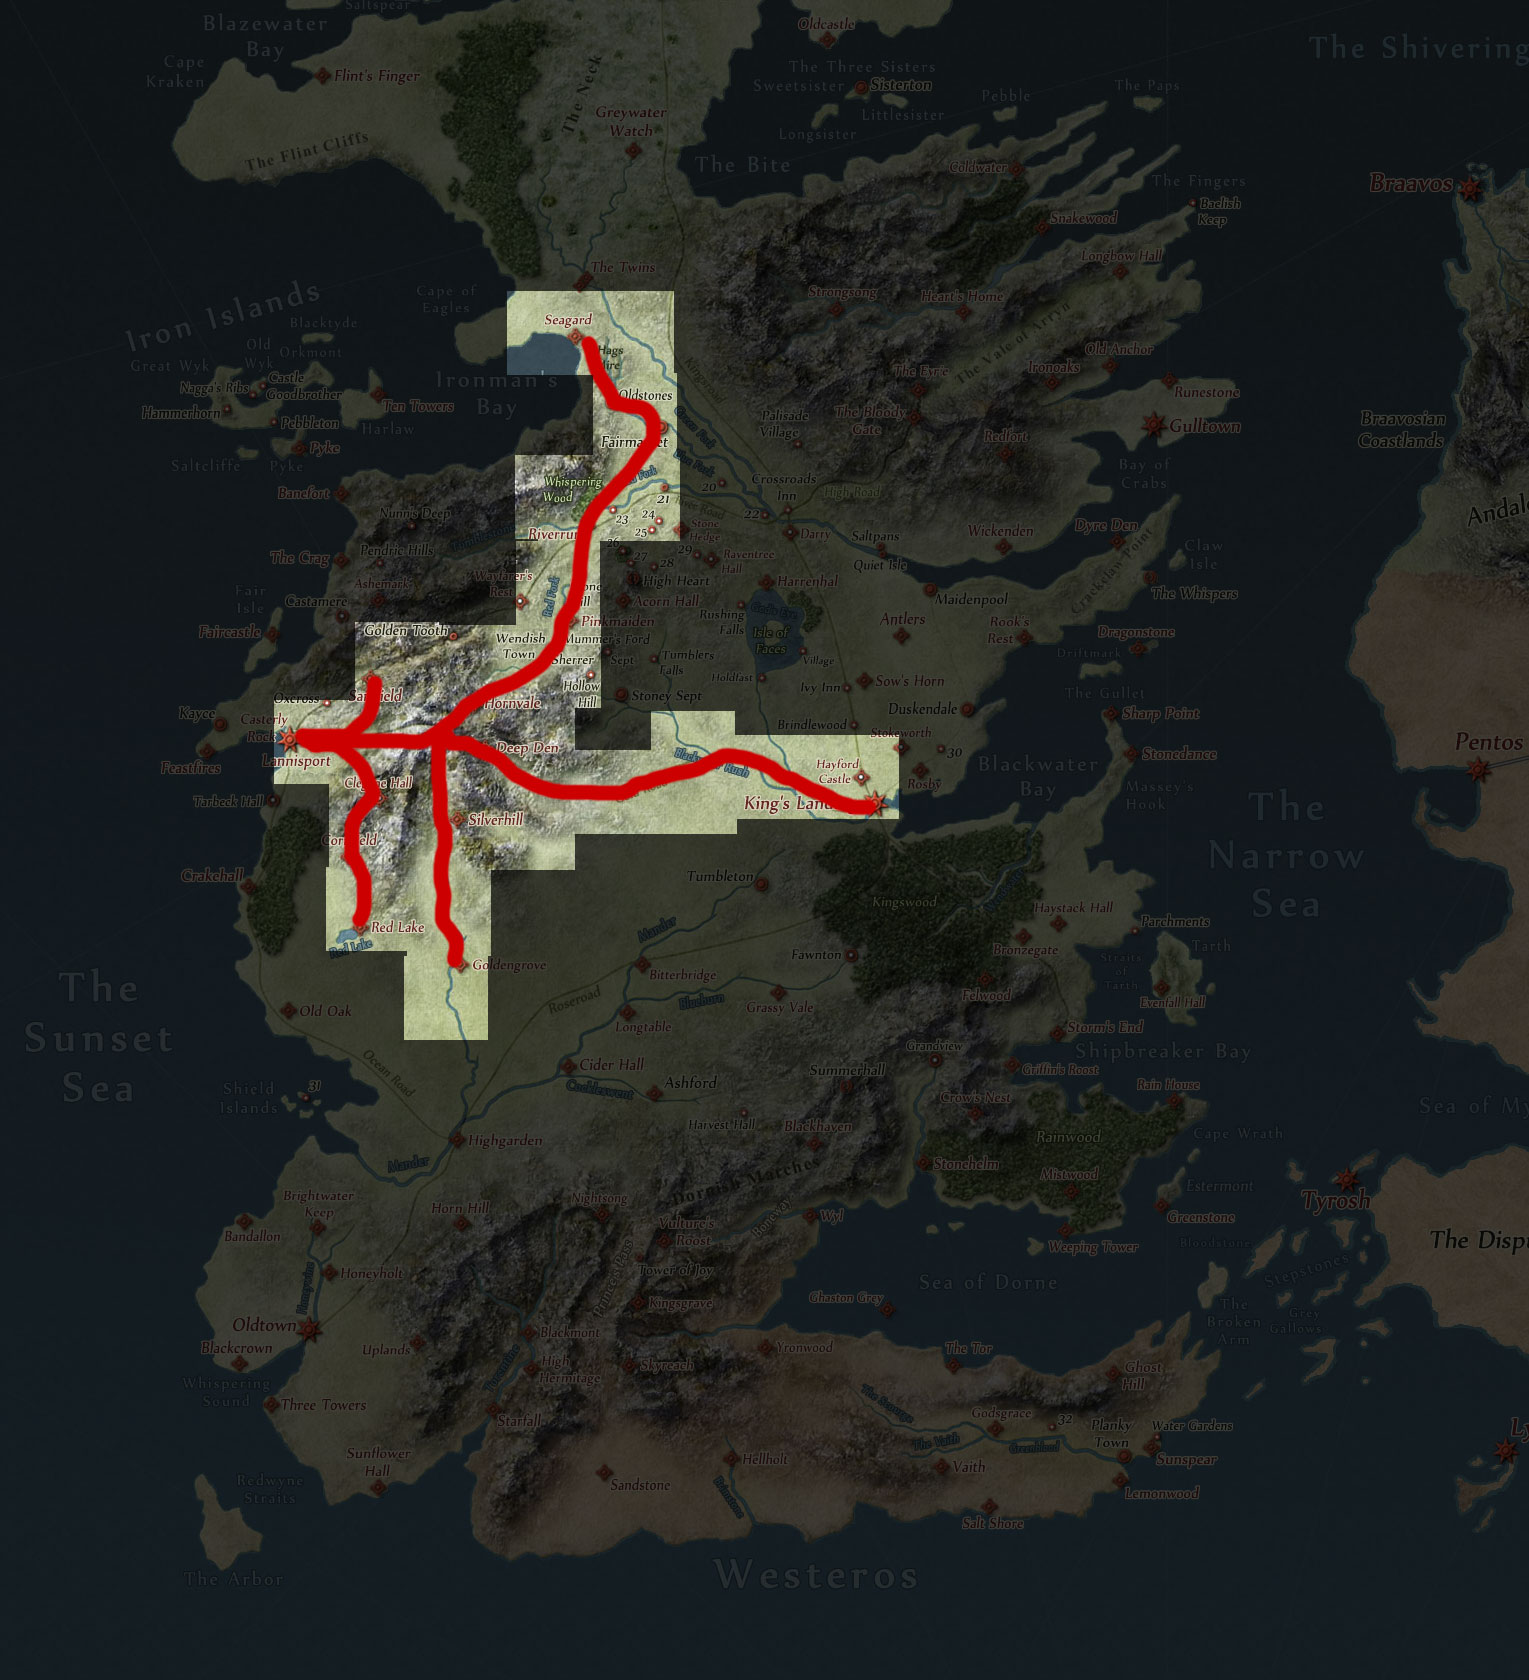 Saltspear
Blazewater
Bay
Oldcastle
The Shivering
Cape
Kraken
Flint's Finger
The Three Sisters
Sweetsister
Sisterton
Littlesister
Longsister
Pebble
The Paps
The Neck
Greywater
Watch
The Flint Cliffs
The Bite
Coldwater
The Fingers
Baelish
Keep
Snakewood
Braavos
The Twins
Longbow Hall
Cape of
Eagles
Strongsong
Heart's Home
The Vale of Arryn
Iron Islands
Blacktyde
Seagard
Old
Wyk
Orkmont
Great Wyk
Hags
Mire
Old Anchor
Ironoaks
The Eyrie
Nagga's Ribs
Castle
Goodbrother
Ironman's
Bay
Oldstones
Runestone
Hammerhorn
Ten Towers
Pebbleton
Harlaw
Palisade
Village
The Bloody
Gate
Gulltown
Braavosian
Coastlands
Green Fork
Redfort
Pyke
Fairmarket
Saltcliffe
Pyke
Blue Fork
Bay of
Crabs
Banefort
Whispering
Wood
20
Crossroads
Inn
High Road
21
River Road
Nunn's Deep
23
24
25
22
Stone
Hedge
Darry
Wickenden
Dyre Den
Andal
Riverrun
Tumblestone
Pendric Hills
26
27
28
29
Raventree
Hall
Saltpans
Quiet Isle
Claw
Isle
The Crag
Ashemark
Wayfarer's
Rest
Red Fork
High Heart
Harrenhal
Maidenpool
Crackclaw Point
The Whispers
Fair
Isle
Castamere
Acorn Hall
Rushing
Falls
God's Eye
Isle of
Faces
Antlers
Rook's
Rest
Dragonstone
Faircastle
Golden Tooth
Wendish
Town
Pinkmaiden
Mummer's Ford
Sherrer
Sept
Tumblers
Falls
Village
Driftmark
Holdfast
Ivy Inn
Sow's Horn
The Gullet
Oxcross
Sarsfield
Hornvale
Hollow
Hill
Stoney Sept
Duskendale
Sharp Point
Kayce
Casterly
Rock
Brindlewood
Stokeworth
30
Stonedance
Pentos
Feastfires
Lannisport
Deep Den
Blackwater Rush
Hayford
Castle
Rosby
Blackwater
Bay
Massey's
Hook
Clegane Hall
Tarbeck Hall
King's Landing
The
Narrow
Sea
Silverhill
Cornfield
Crakehall
Tumbleton
Kingswood
Haystack Hall
Parchments
Red Lake
Red Lake
Mander
Bronzegate
Tarth
Straits
of
Tarth
Fawnton
Goldengrove
Bitterbridge
Felwood
Evenfall Hall
The
Sunset
Sea
Roseroad
Blueburn
Grassy Vale
Old Oak
Longtable
Storm's End
Grandview
Shipbreaker Bay
Ocean Road
Cider Hall
Summerhall
Griffin's Roost
Rain House
Shield
Islands
31
Cockleswent
Ashford
Crow's Nest
Sea of My
Harvest Hall
Blackhaven
Rainwood
Cape Wrath
Highgarden
Mander
Dornish Marches
Stonehelm
Mistwood
Estermont
Tyrosh
Brightwater
Keep
Horn Hill
Nightsong
Boneway
Wyl
Greenstone
Bandallon
Vulture's
Roost
Weeping Tower
Bloodstone
The Disp
Honeyholt
Honeywine
Prince's Pass
Tower of Joy
Sea of Dorne
Stepstones
Kingsgrave
Ghaston Grey
The
Broken
Arm
Grey
Gallows
Oldtown
Blackcrown
Blackmont
Uplands
Yronwood
The Tor
High
Hermitage
Skyreach
Ghost
Hill
Whispering
Sound
Torrentine
Three Towers
Starfall
The Scourge
Godsgrace
32
Planky
Town
Water Gardens
The Vaith
Greenblood
Sunspear
Sunflower
Hall
Hellholt
Vaith
Ly
Redwyne
Straits
Sandstone
Brimstone
Lemonwood
Salt Shore
The Arbor
Westeros